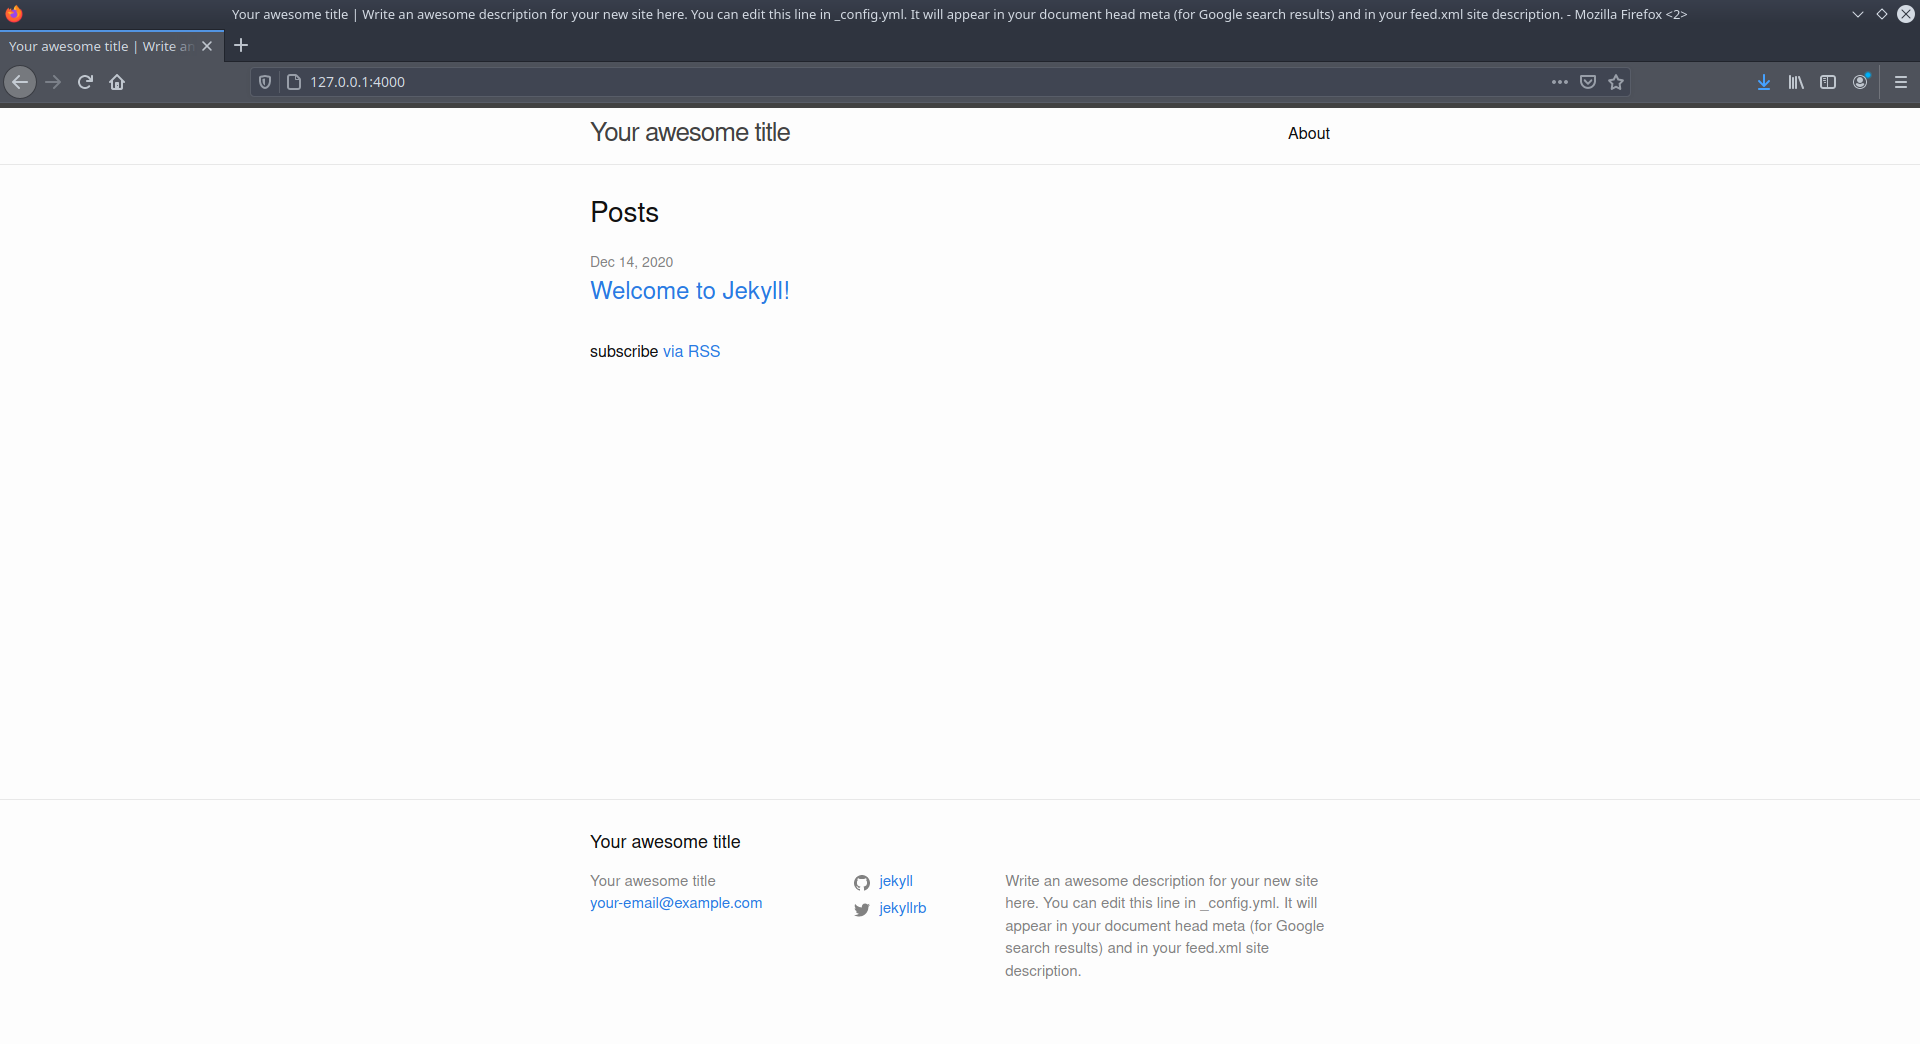 Your awesome title | Write an awesome description for your new site here. You can edit this line in _config.yml. It will appear in your document head meta (for Google search results) and in your feed.xml site description. - Mozilla Firefox <2>
Your awesome title | Write an
127.0.0.1:4000
Your awesome title
About
Posts
Dec 14, 2020
Welcome to Jekyll!
subscribe via RSS
Your awesome title
Your awesome title
your-email@example.com
jekyll
jekyllrb
Write an awesome description for your new site
here. You can edit this line in _config.yml. It will
appear in your document head meta (for Google
search results) and in your feed.xml site
description.